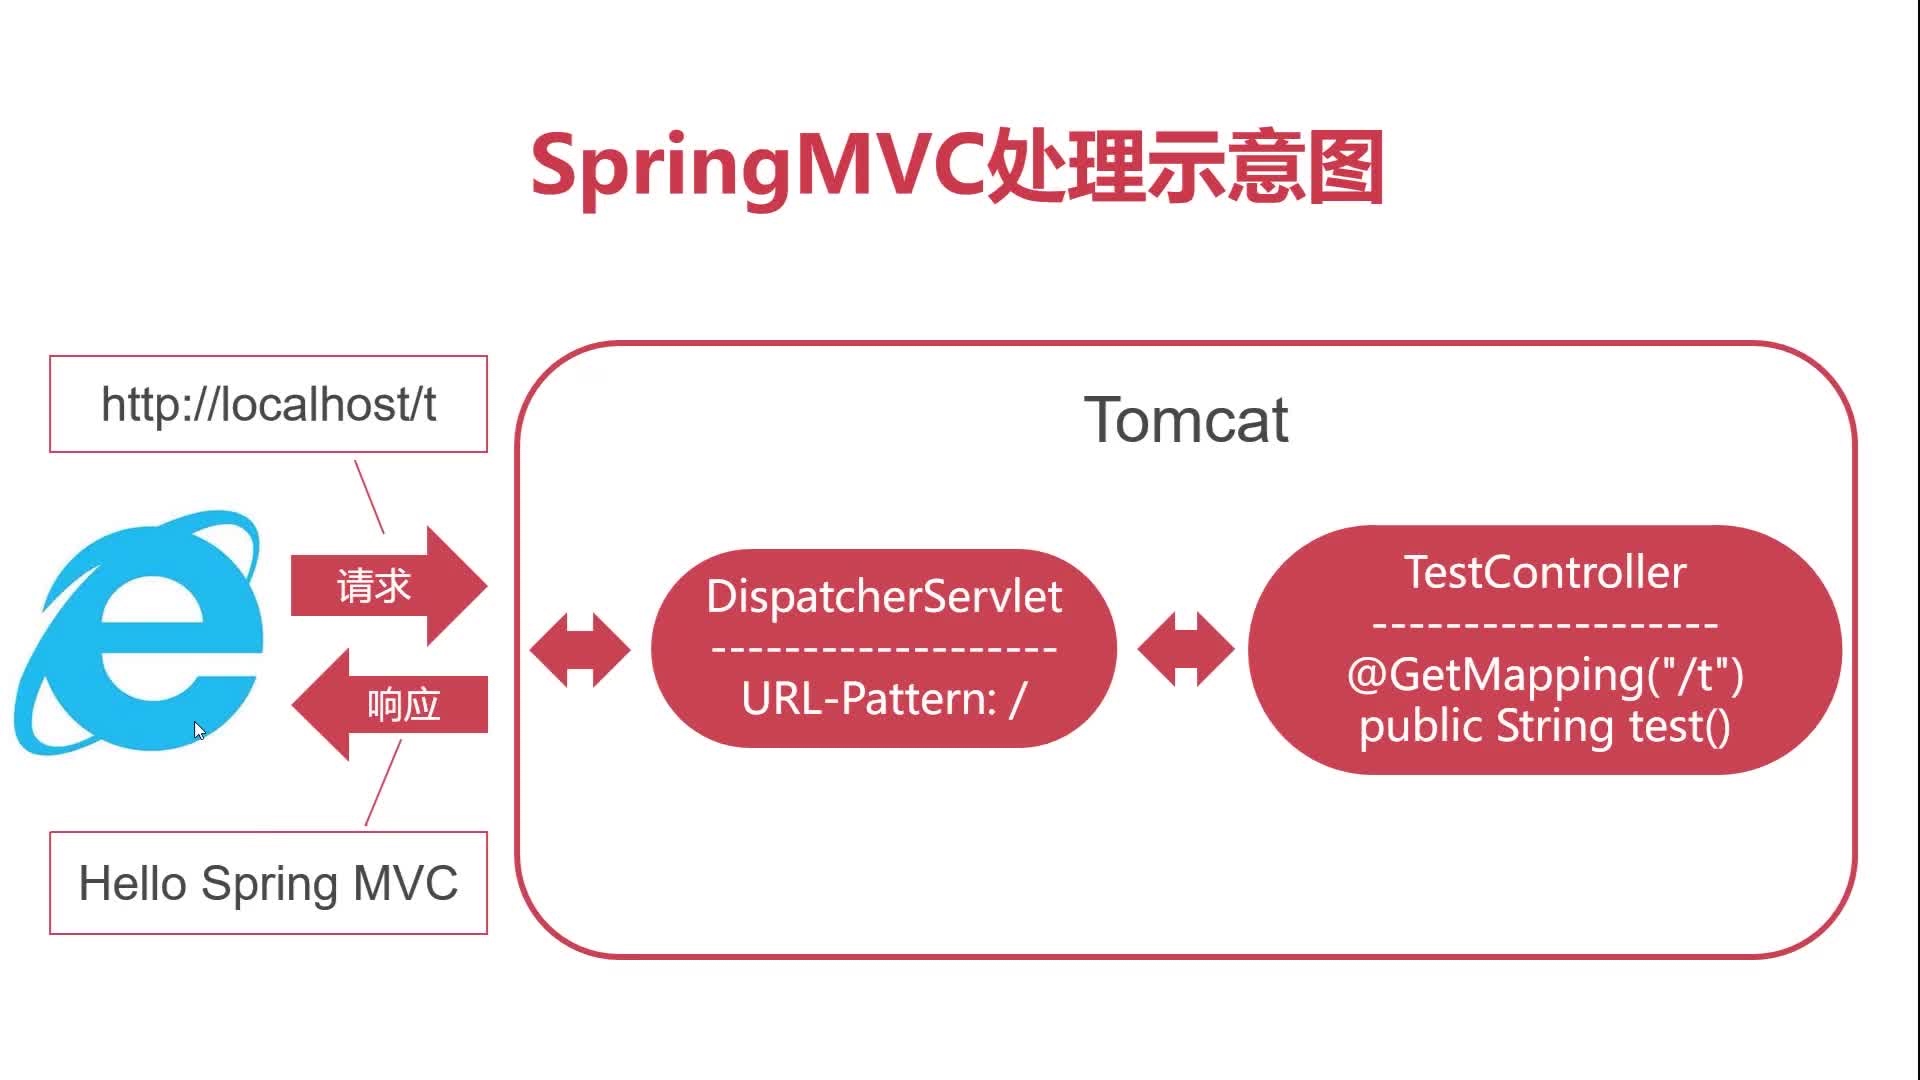 SpringMVC处理示意图
http://localhost/t
Tomcat
请求
响应
DispatcherServlet
-------------------
URL-Pattern: /
TestController
-------------------
@GetMapping("/t")
public String test()
Hello Spring MVC